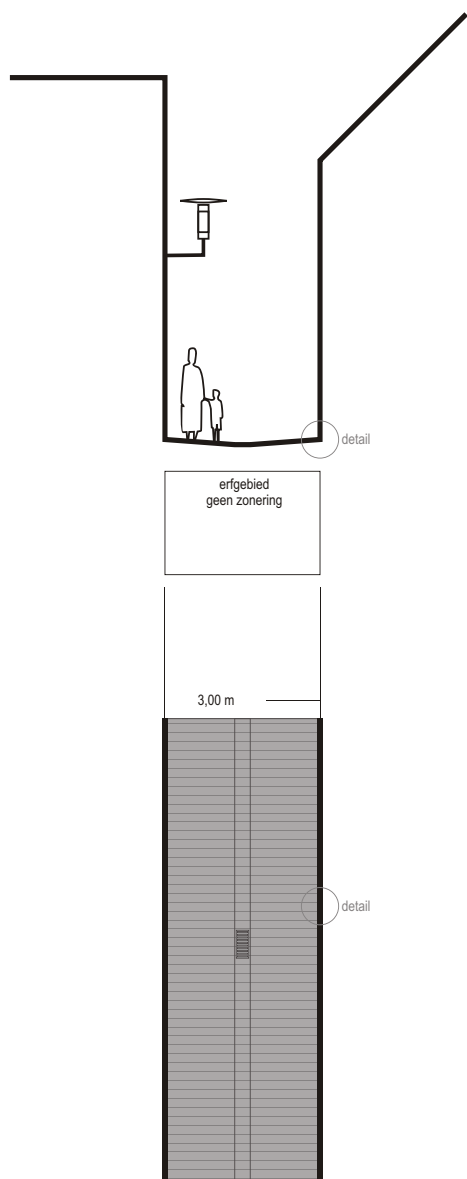 detail
erfgebied
geen zonering
3,00 m
detail